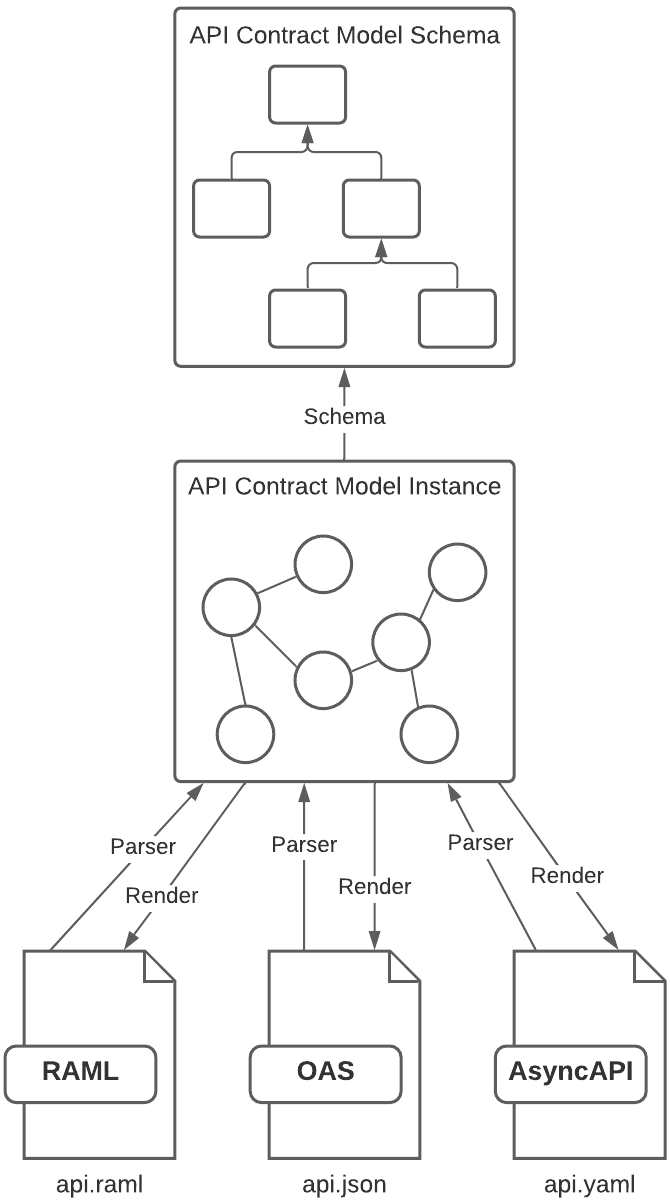 API Contract Model Schema
Schema
API Contract Model Instance
Parser
Render
Parser
Render
Parser
Render
RAML
OAS
AsyncAPI
api.raml
api.json
api.yaml